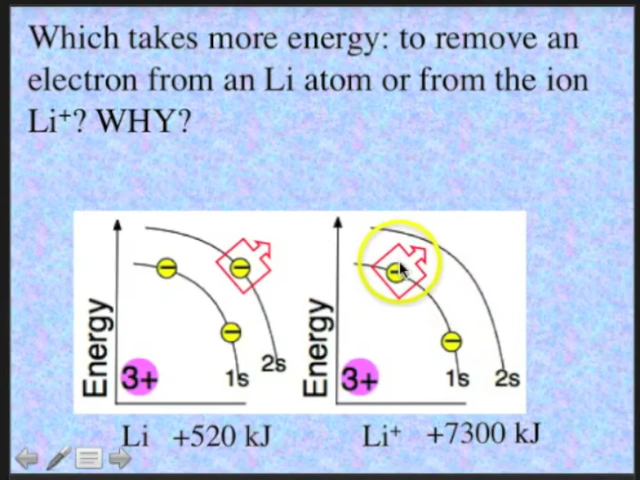 Which takes more energy: to remove an
electron from an Li atom or from the ion
Li⁺? WHY?
Energy
3+
1s
2s
Energy
3+
1s
2s
Li +520 kJ
Li⁺ +7300 kJ